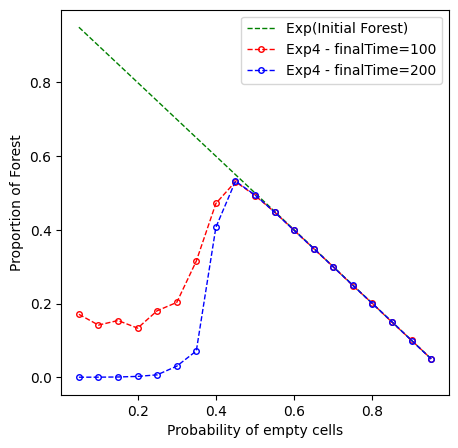 Exp(Initial Forest)
Exp4 - finalTime=100
Exp4 - finalTime=200
Proportion of Forest
0.8
0.6
0.4
0.2
0.0
0.2
0.4
0.6
0.8
Probability of empty cells